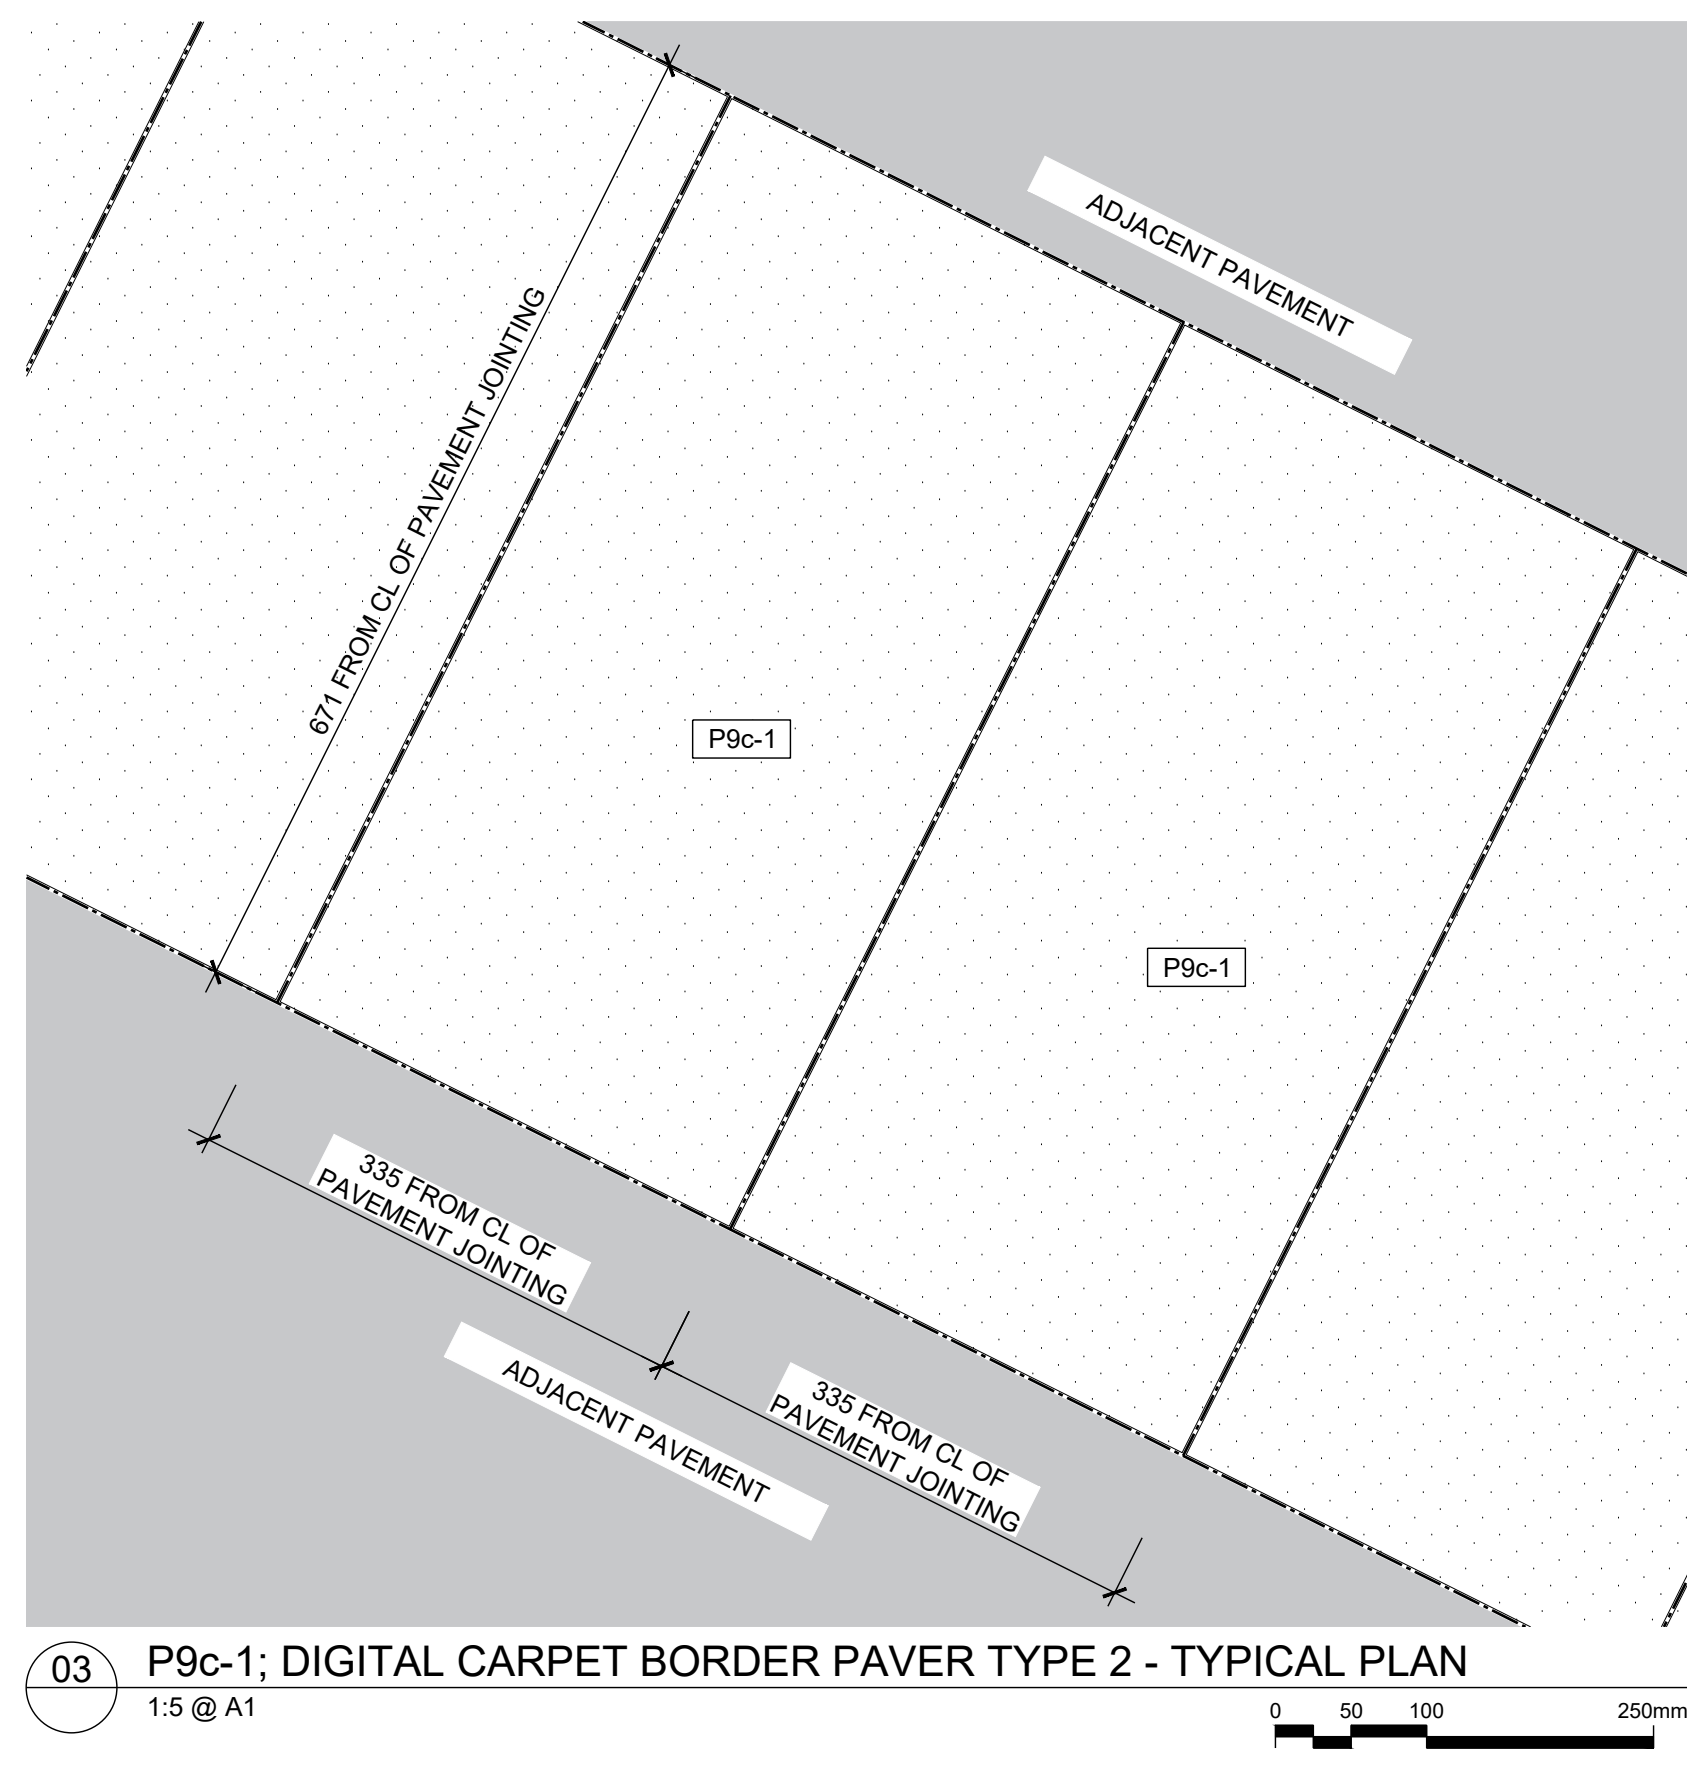 ADJACENT PAVEMENT
671 FROM CL OF PAVEMENT JOINTING
P9c-1
P9c-1
335 FROM CL OF
PAVEMENT JOINTING
ADJACENT PAVEMENT
335 FROM CL OF
PAVEMENT JOINTING
03
P9c-1; DIGITAL CARPET BORDER PAVER TYPE 2 - TYPICAL PLAN
1:5 @ A1
0 50 100 250mm